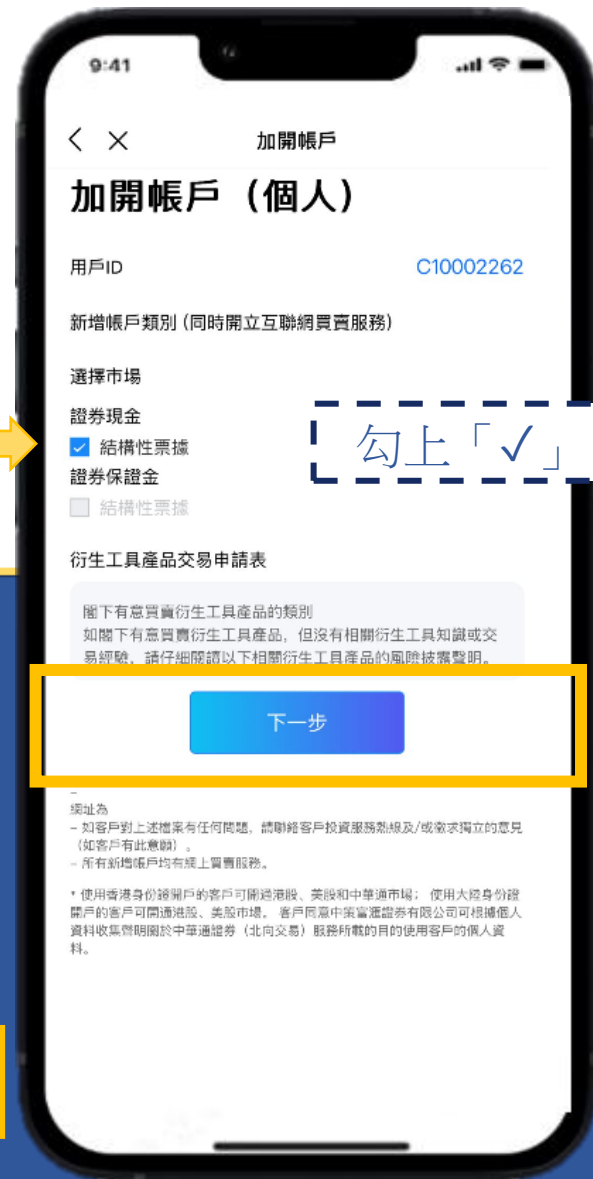 9:41
加開帳戶
加開帳戶（個人）
用戶ID C10002262
新增帳戶類別 (同時開立互聯網買賣服務)
選擇市場
證券現金
結構性票據
勾上「✓」
證券保證金
結構性票據
衍生工具產品交易申請表
閣下有意買賣衍生工具產品的類別
如閣下有意買賣衍生工具產品，但沒有相關衍生工具知識或交
易經驗，請仔細閱讀以下相關衍生工具產品的風險披露聲明。
下一步
–
網址為
– 如客戶對上述檔案有任何問題，請聯絡客戶投資服務熱線及/或徵求獨立的意見
（如客戶有此意願）。
– 所有新增帳戶均有網上買賣服務。
* 使用香港身份證開戶的客戶可開通港股、美股和中華通市場； 使用大陸身份證
開戶的客戶可開通港股、美股市場。 客戶同意中策富滙證券有限公司可根據個人
資料收集聲明關於中華通證券（北向交易）服務所載的目的使用客戶的個人資
料。